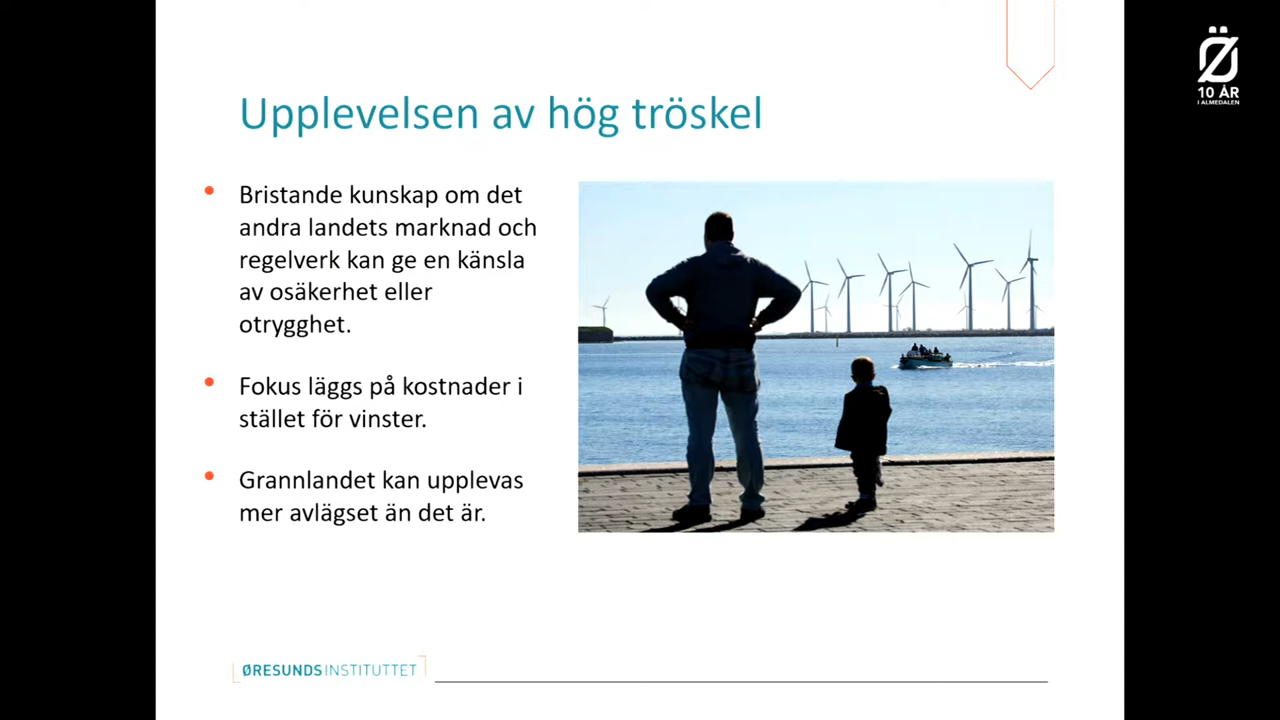 Ö
10 ÅR
I ALMEDALEN
Upplevelsen av hög tröskel
• Bristande kunskap om det
andra landets marknad och
regelverk kan ge en känsla
av osäkerhet eller
otrygghet.
• Fokus läggs på kostnader i
stället för vinster.
• Grannlandet kan upplevas
mer avlägset än det är.
ØRESUNDSINSTITUTTET